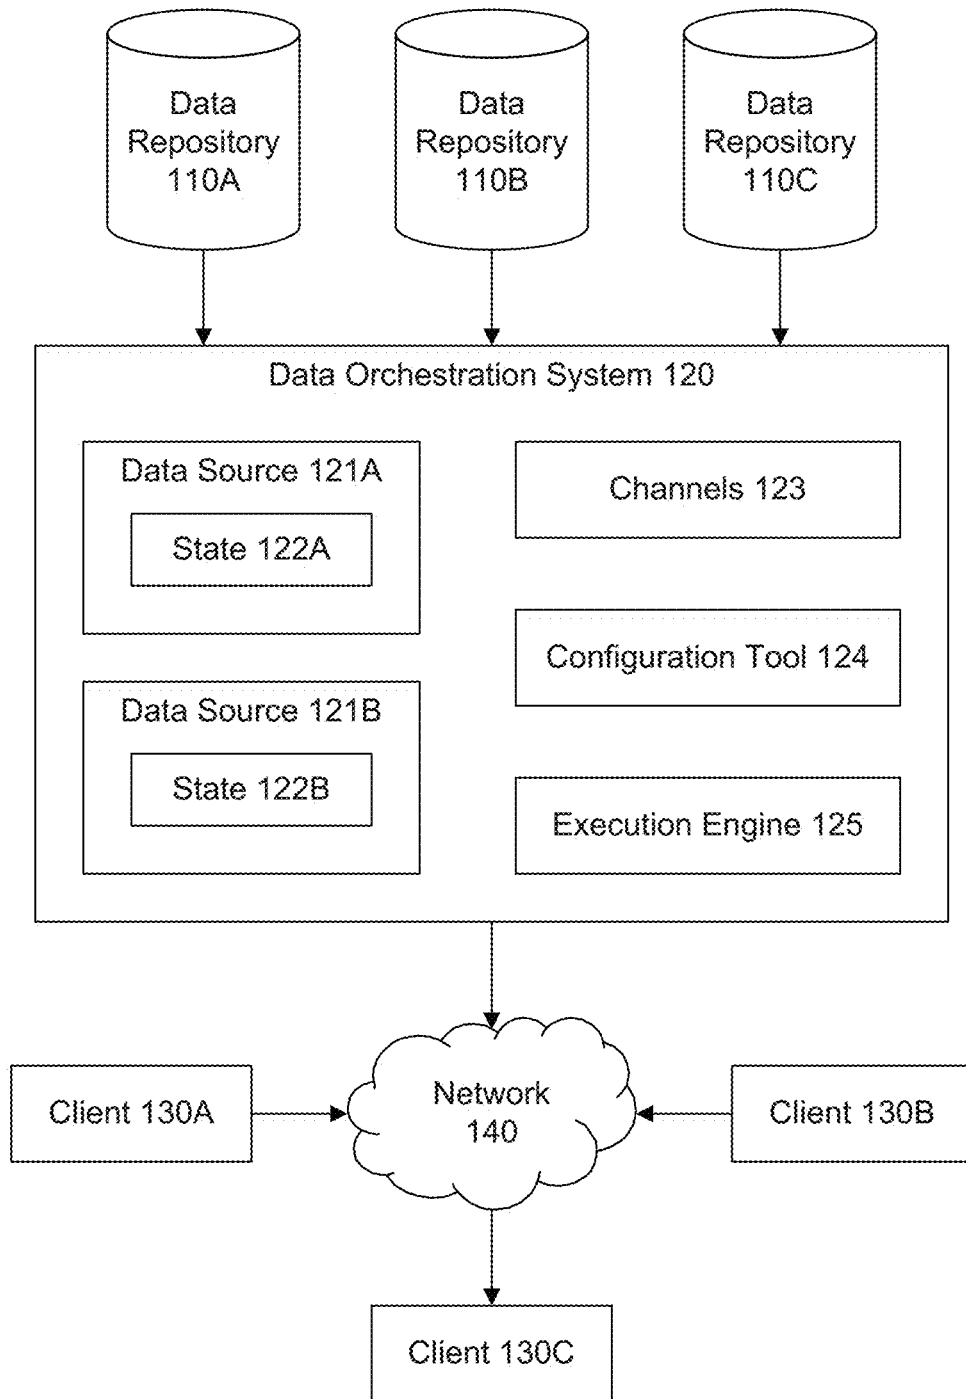 Data
Repository
110A
Data
Repository
110B
Data
Repository
110C
Data Orchestration System 120
Data Source 121A
State 122A
Data Source 121B
State 122B
Channels 123
Configuration Tool 124
Execution Engine 125
Network
140
Client 130A
Client 130B
Client 130C